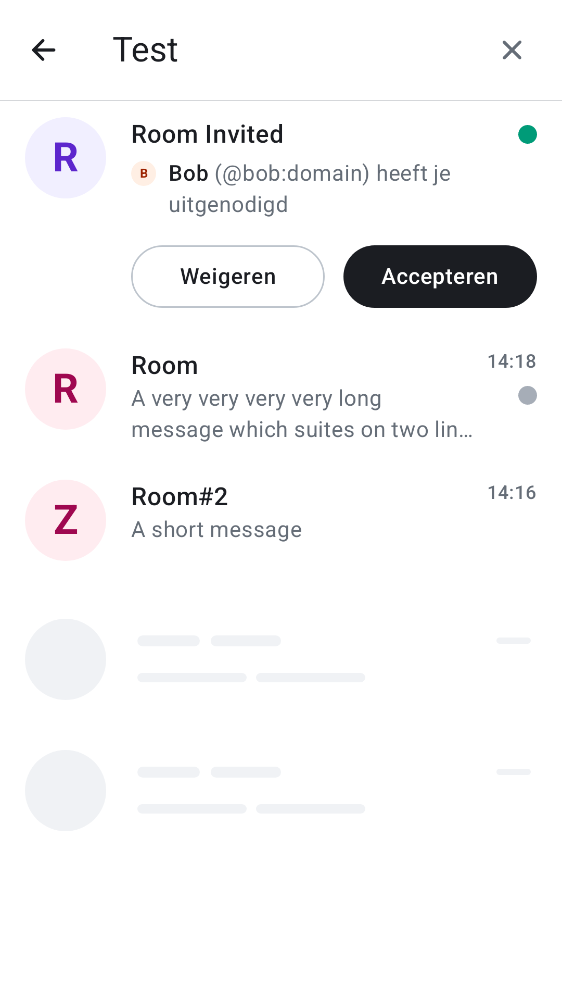 Test
R
Room Invited
B Bob (@bob:domain) heeft je
uitgenodigd
Weigeren
Accepteren
R
Room
14:18
A very very very very long
message which suites on two lin…
Z
Room#2
14:16
A short message